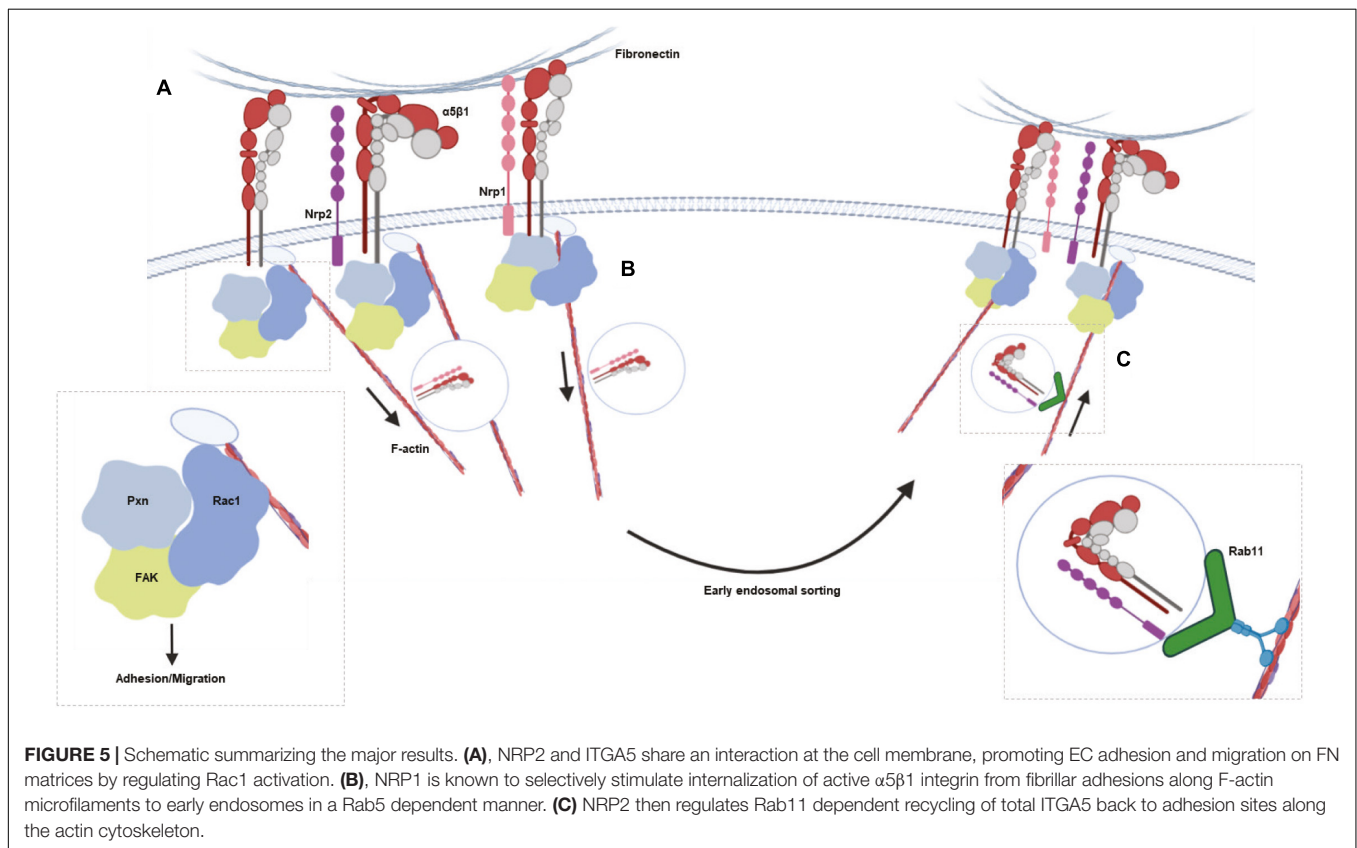 Fibronectin
A
α5β1
Nrp1
Nrp2
B
C
F-actin
Pxn
Rac1
FAK
Rab11
Early endosomal sorting
Adhesion/Migration
FIGURE 5 | Schematic summarizing the major results. (A), NRP2 and ITGA5 share an interaction at the cell membrane, promoting EC adhesion and migration on FN
matrices by regulating Rac1 activation. (B), NRP1 is known to selectively stimulate internalization of active α5β1 integrin from fibrillar adhesions along F-actin
microfilaments to early endosomes in a Rab5 dependent manner. (C) NRP2 then regulates Rab11 dependent recycling of total ITGA5 back to adhesion sites along
the actin cytoskeleton.